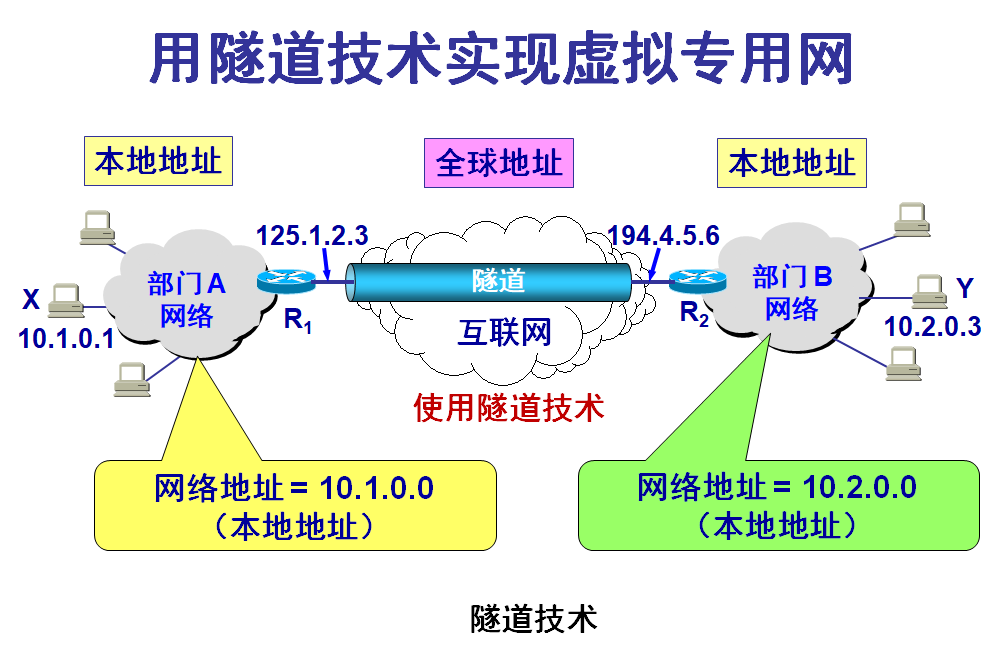 用隧道技术实现虚拟专用网
本地地址
全球地址
本地地址
125.1.2.3
194.4.5.6
部门 A
网络
隧道
部门 B
网络
X
Y
10.1.0.1
R1
互联网
R2
10.2.0.3
使用隧道技术
网络地址 = 10.1.0.0
（本地地址）
网络地址 = 10.2.0.0
（本地地址）
隧道技术